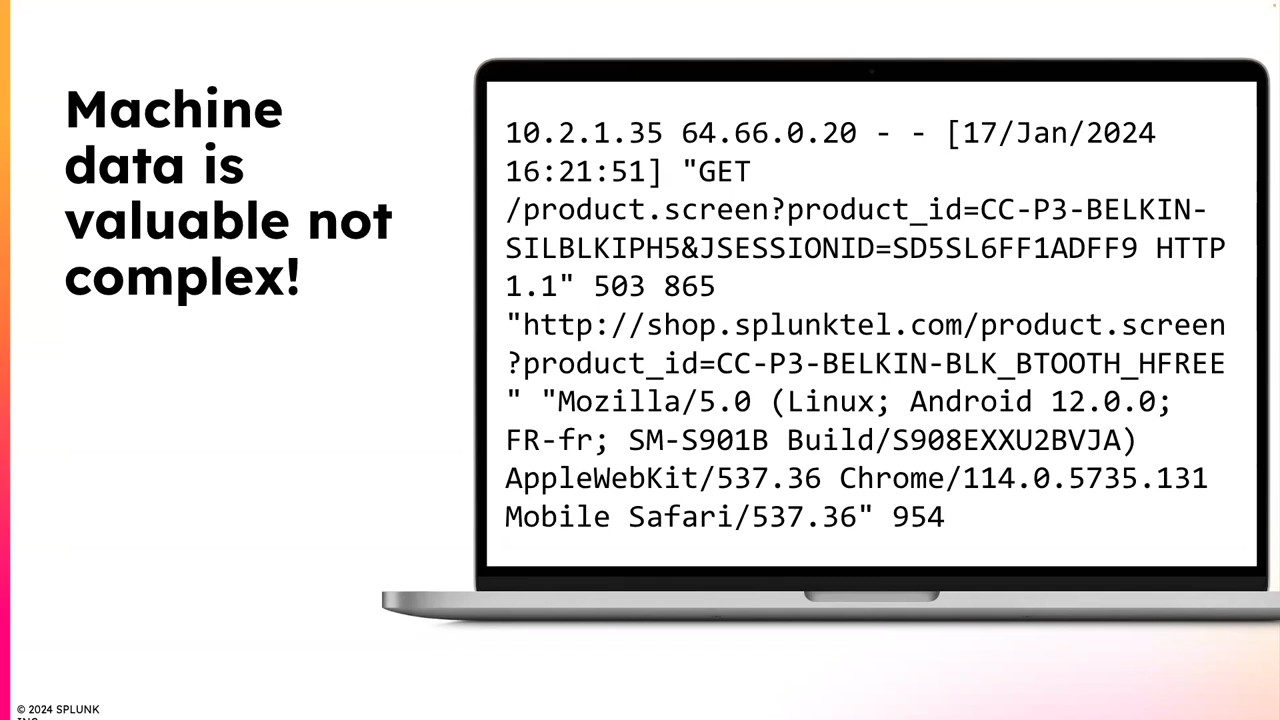 Machine
data is
valuable not
complex!
10.2.1.35 64.66.0.20 - - [17/Jan/2024
16:21:51] "GET
/product.screen?product_id=CC-P3-BELKIN-
SILBLKIPH5&JSESSIONID=SD5SL6FF1ADFF9 HTTP
1.1" 503 865
"http://shop.splunktel.com/product.screen
?product_id=CC-P3-BELKIN-BLK_BTOOTH_HFREE
" "Mozilla/5.0 (Linux; Android 12.0.0;
FR-fr; SM-S901B Build/S908EXXU2BVJA)
AppleWebKit/537.36 Chrome/114.0.5735.131
Mobile Safari/537.36" 954
© 2024 SPLUNK